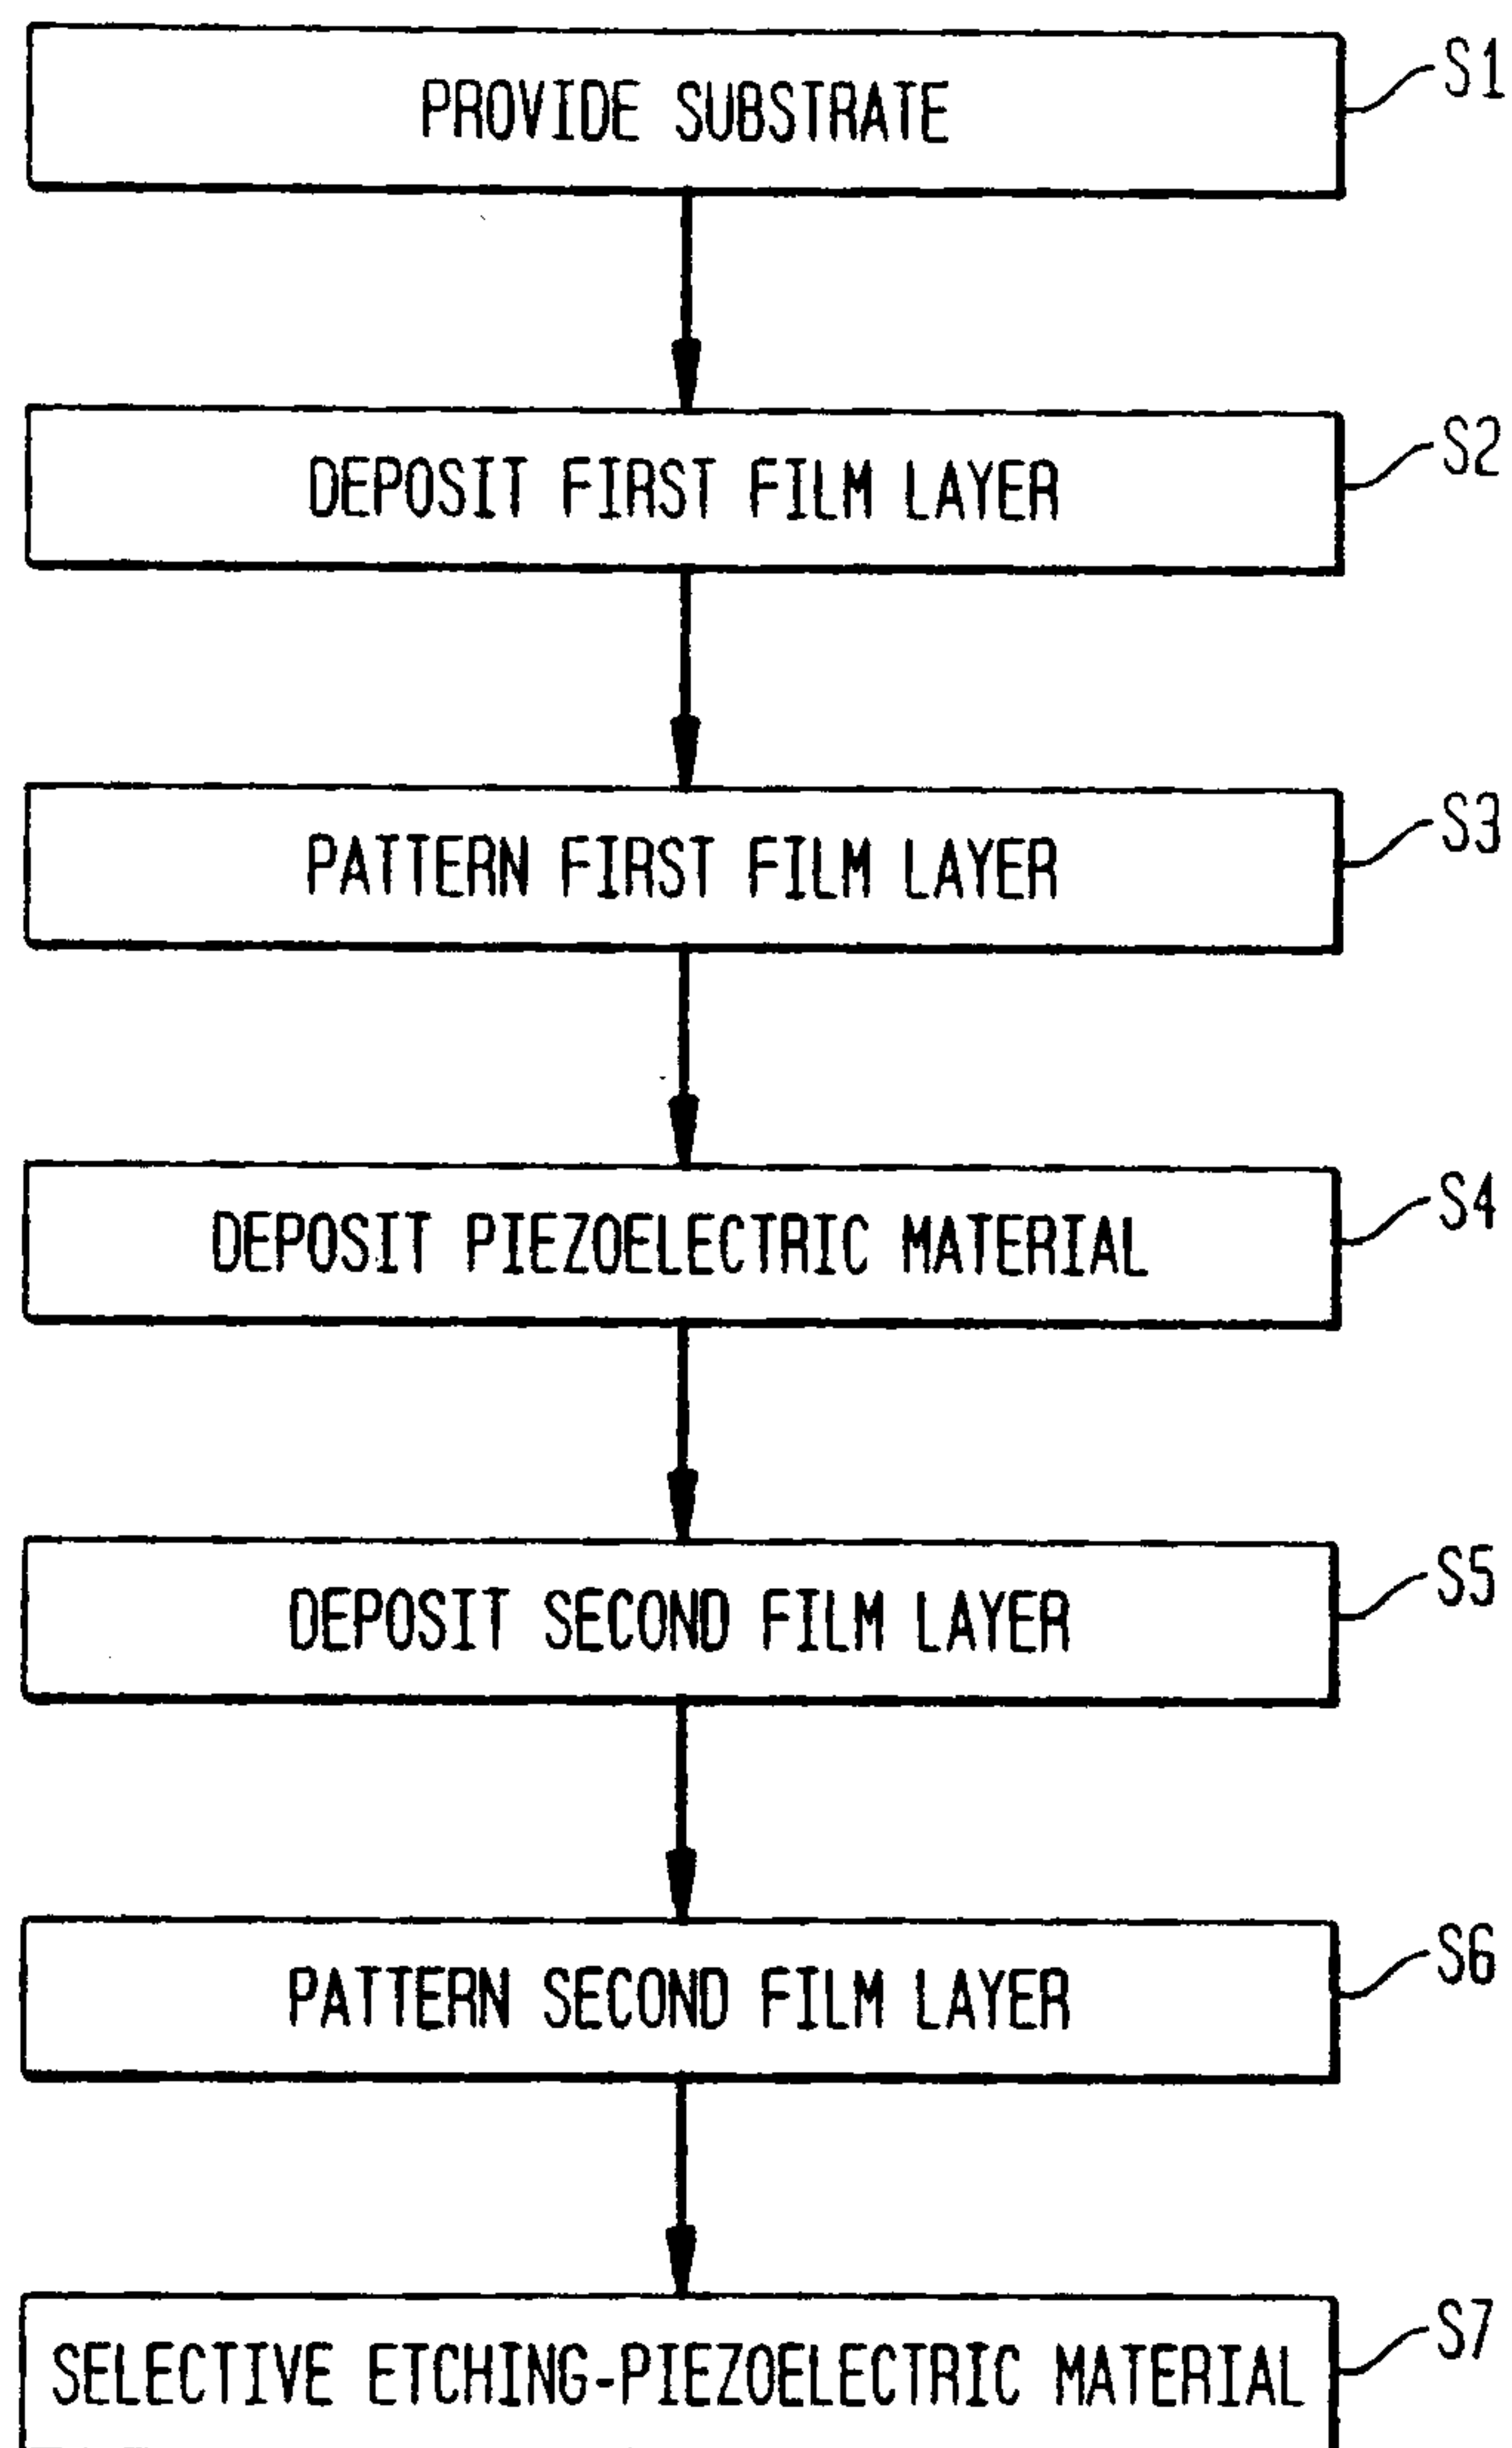 PROVIDE SUBSTRATE
S1
DEPOSIT FIRST FILM LAYER
S2
PATTERN FIRST FILM LAYER
S3
DEPOSIT PIEZOELECTRIC MATERIAL
S4
DEPOSIT SECOND FILM LAYER
S5
PATTERN SECOND FILM LAYER
S6
SELECTIVE ETCHING-PIEZOELECTRIC MATERIAL
S7